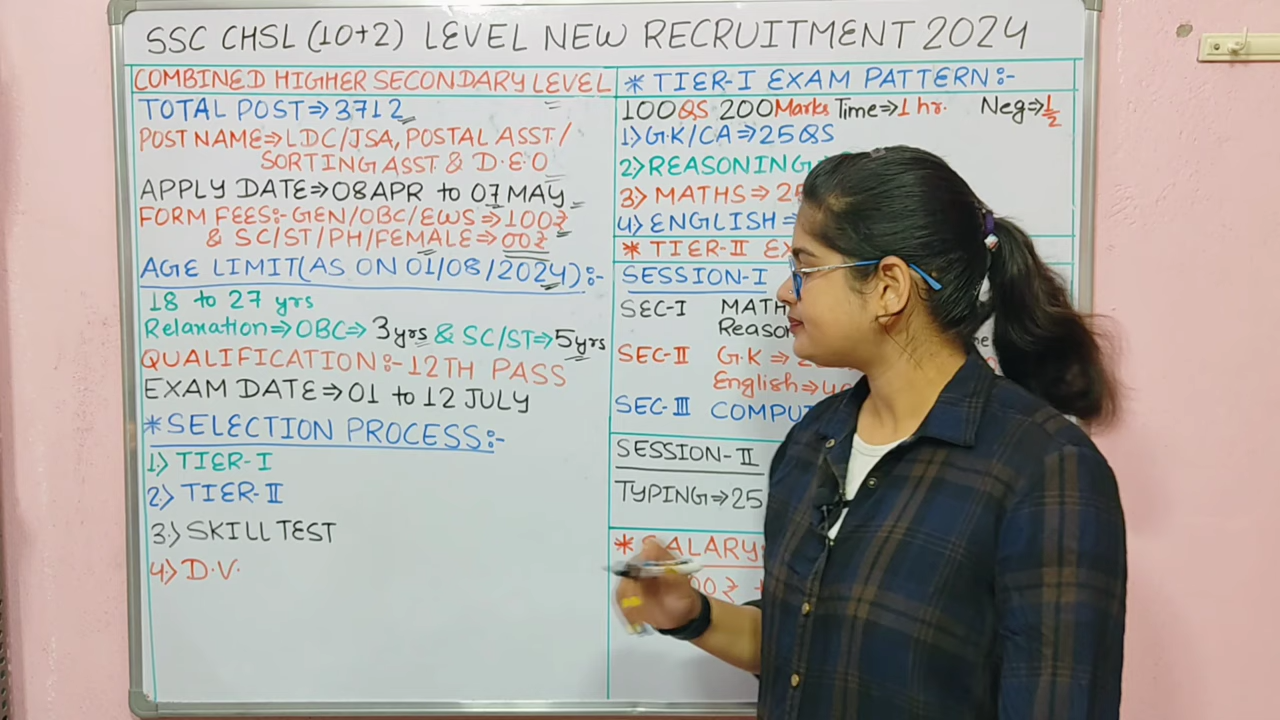 SSC CHSL (10+2) LEVEL NEW RECRUITMENT 2024
COMBINED HIGHER SECONDARY LEVEL
TOTAL POST⇒3712
POST NAME⇒LDC/JSA, POSTAL ASST/
SORTING ASST & D.E.O
APPLY DATE⇒08APR to 07 MAY
FORM FEES:-GEN/OBC/EWS⇒100₹
& SC/ST/PH/FEMALE⇒00₹
AGE LIMIT(AS ON 01/08/2024):-
18 to 27 yrs
Relaxation⇒OBC⇒3yrs & SC/ST⇒5yrs
QUALIFICATION:-12TH PASS
EXAM DATE⇒01 to 12 JULY
*SELECTION PROCESS:-
1.) TIER-I
2.) TIER-II
3.) SKILL TEST
4.) D.V.
* TIER-I EXAM PATTERN:-
100QS 200Marks Time⇒1 hr. Neg⇒1/2
1.) G.K/CA⇒25QS
2.) REASONING
3.) MATHS⇒
4.) ENGLISH⇒
* TIER-II
SESSION-I
SEC-I MATH
SEC-II G.K⇒
English⇒
SEC-III
SESSION-II
TYPING⇒25
* SALARY